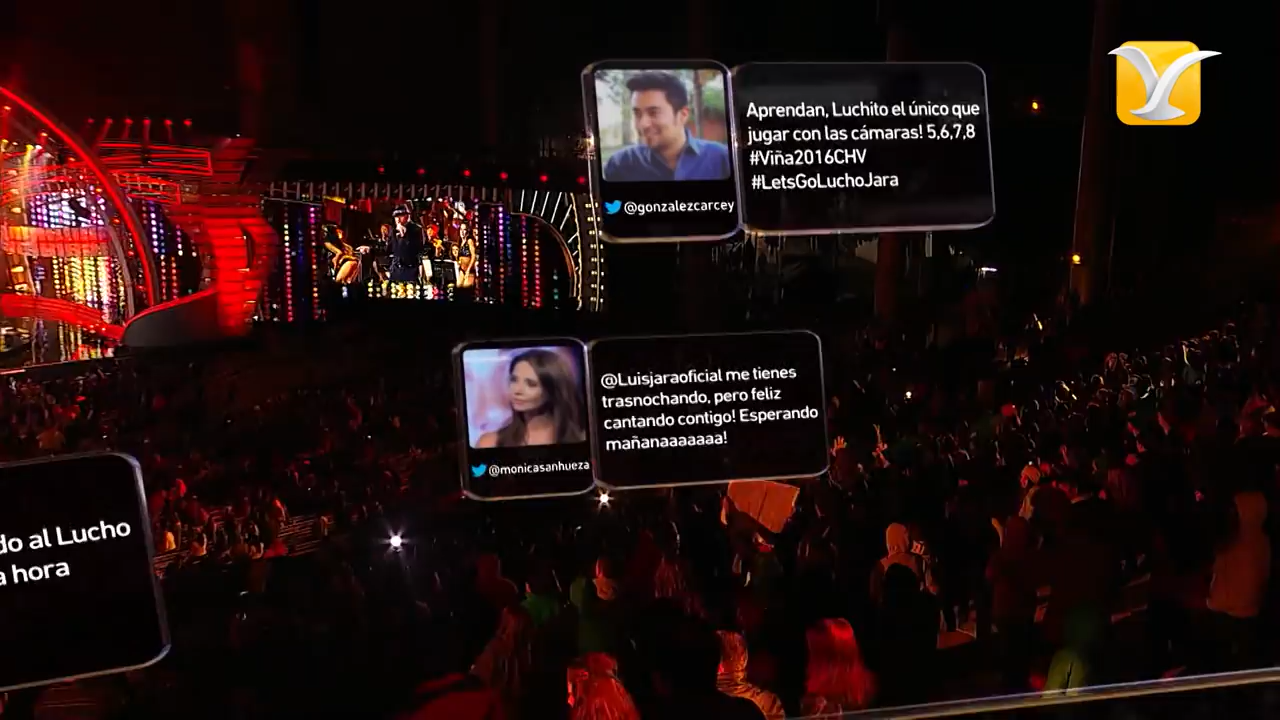 Aprendan, Luchito el único que
jugar con las cámaras! 5,6,7,8
#Viña2016CHV
#LetsGoLuchoJara
@gonzalezcarcey
@Luisjaraoficial me tienes
trasnochando, pero feliz
cantando contigo! Esperando
mañanaaaaaaa!
@monicasanhueza
do al Lucho
a hora